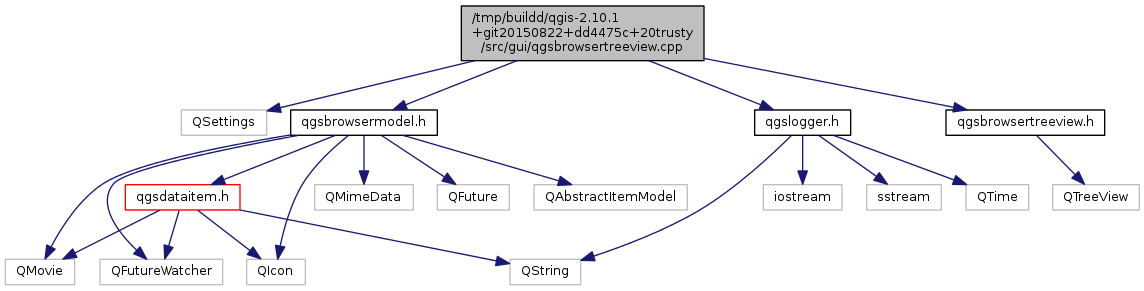 /tmp/buildd/qgis-2.10.1
+git20150822+dd4475c+20trusty
/src/gui/qgsbrowsertreeview.cpp
QSettings
qgsbrowsermodel.h
qgslogger.h
qgsbrowsertreeview.h
qgsdataitem.h
QMimeData
QFuture
QAbstractItemModel
iostream
sstream
QTime
QTreeView
QMovie
QFutureWatcher
QIcon
QString